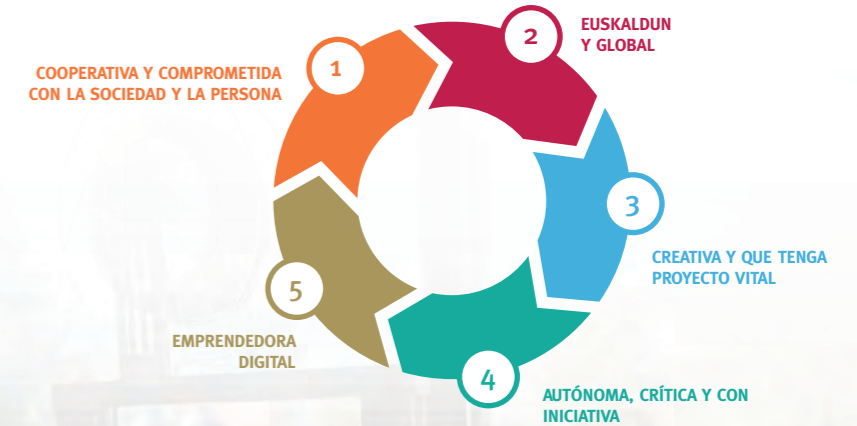 1
COOPERATIVA Y COMPROMETIDA
CON LA SOCIEDAD Y LA PERSONA
2
EUSKALDUN
Y GLOBAL
3
CREATIVA Y QUE TENGA
PROYECTO VITAL
4
AUTÓNOMA, CRÍTICA Y CON
INICIATIVA
5
EMPRENDEDORA
DIGITAL